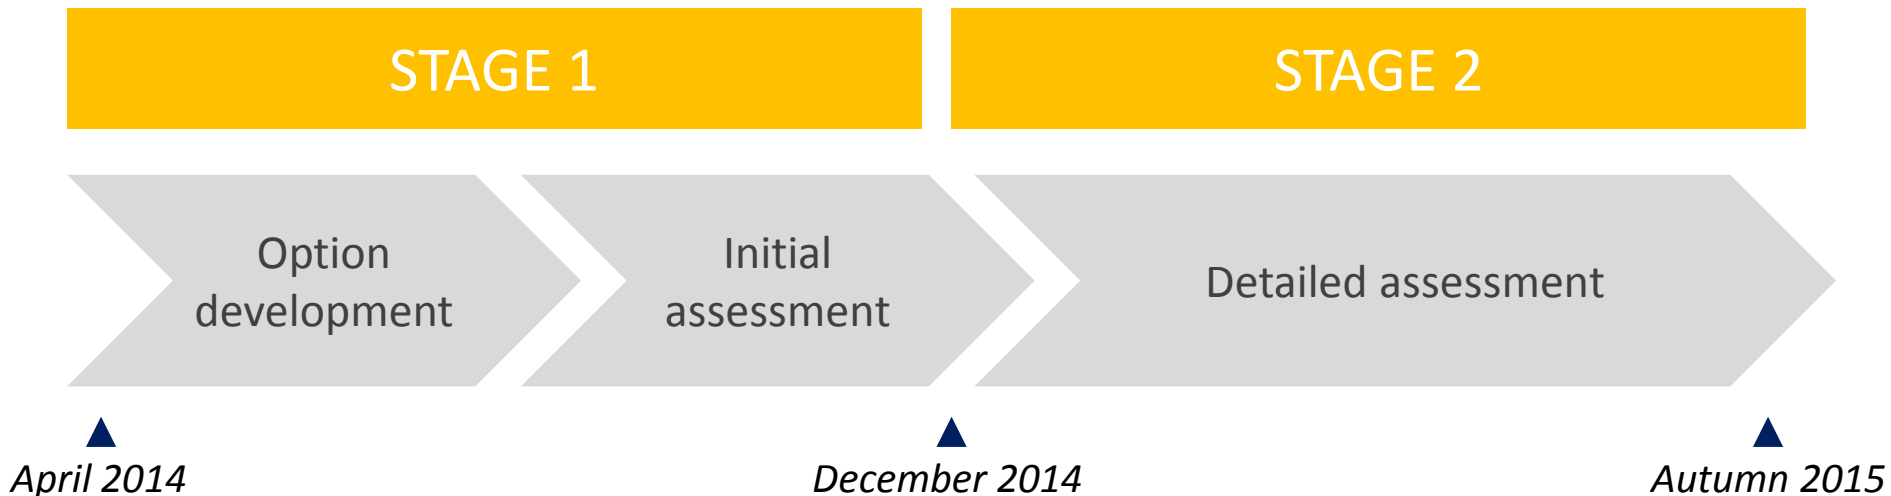 STAGE 1
STAGE 2
Option
development
Initial
assessment
Detailed assessment
April 2014
December 2014
Autumn 2015